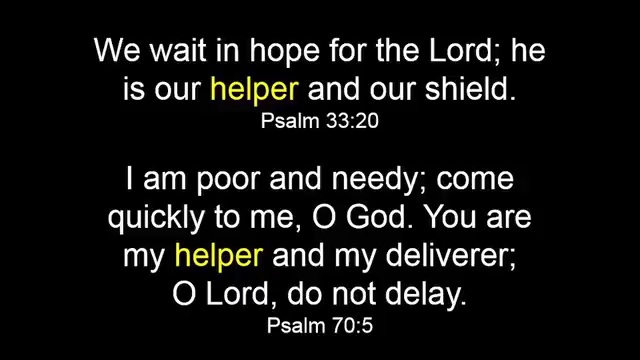 We wait in hope for the Lord; he
is our helper and our shield.
Psalm 33:20
I am poor and needy; come
quickly to me, O God. You are
my helper and my deliverer;
O Lord, do not delay.
Psalm 70:5